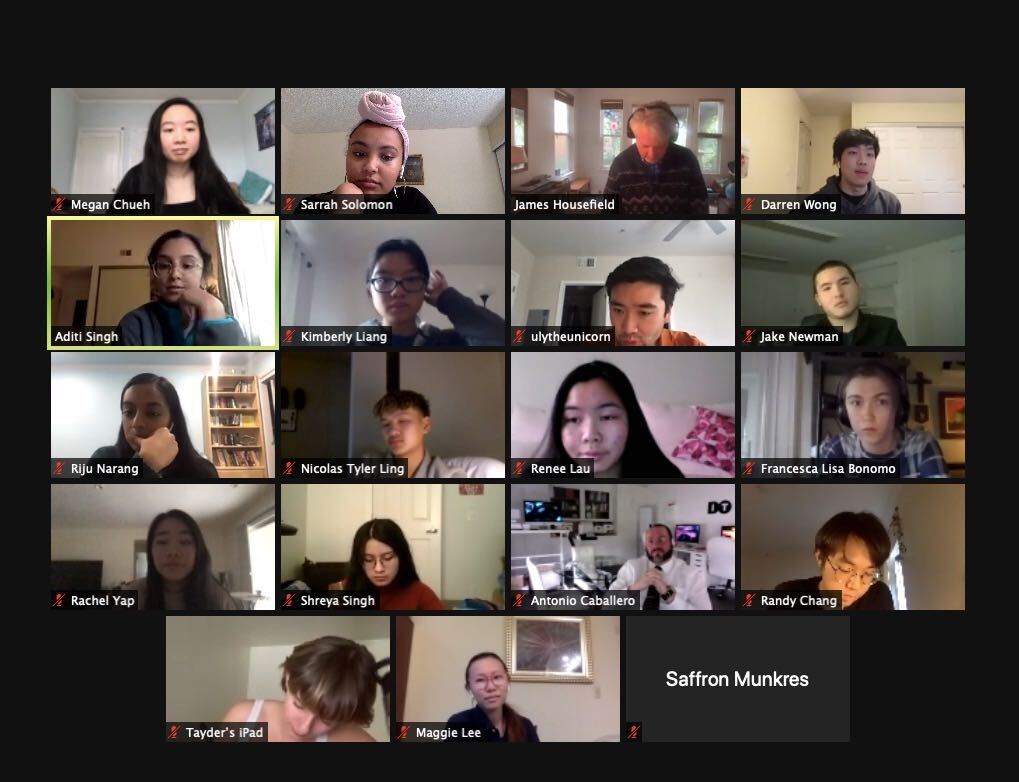 Megan Chueh
Sarrah Solomon
James Housefield
Darren Wong
Aditi Singh
Kimberly Liang
ulytheunicorn
Jake Newman
Riju Narang
Nicolas Tyler Ling
Renee Lau
Francesca Lisa Bonomo
Rachel Yap
Shreya Singh
IT
Antonio Caballero
Randy Chang
Tayder's iPad
Maggie Lee
Saffron Munkres